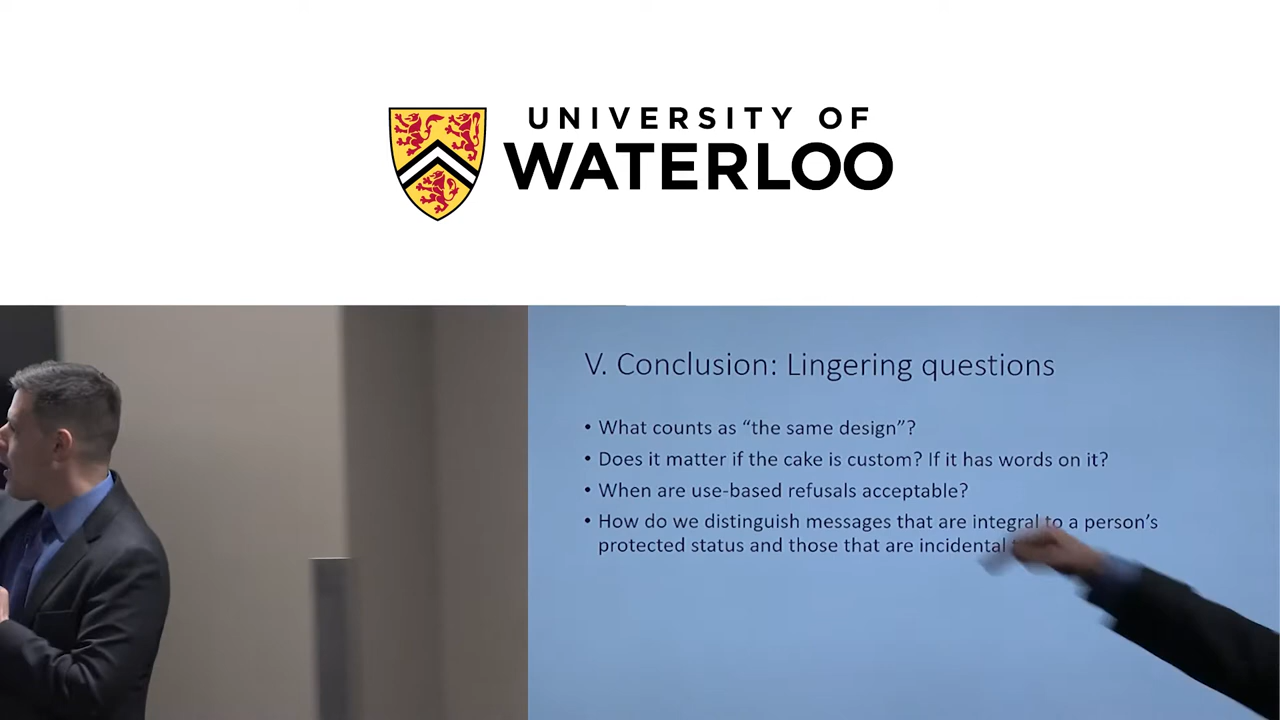 UNIVERSITY OF
WATERLOO
V. Conclusion: Lingering questions
• What counts as “the same design”?
• Does it matter if the cake is custom? If it has words on it?
• When are use-based refusals acceptable?
• How do we distinguish messages that are integral to a person’s
protected status and those that are incidental